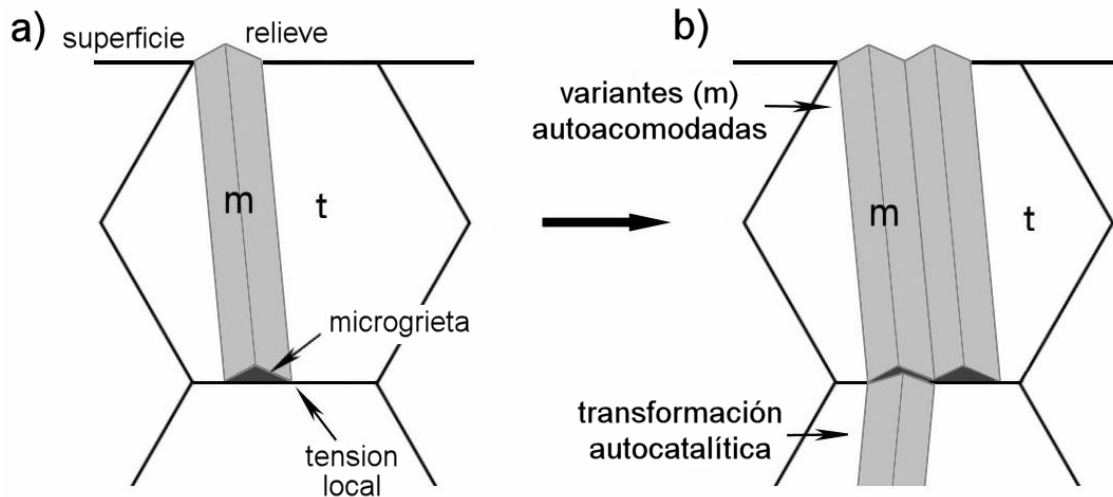 a)
superficie
relieve
m
t
microgrieta
tension
local
b)
variantes (m)
autoacomodadas
m
t
transformación
autocatalítica